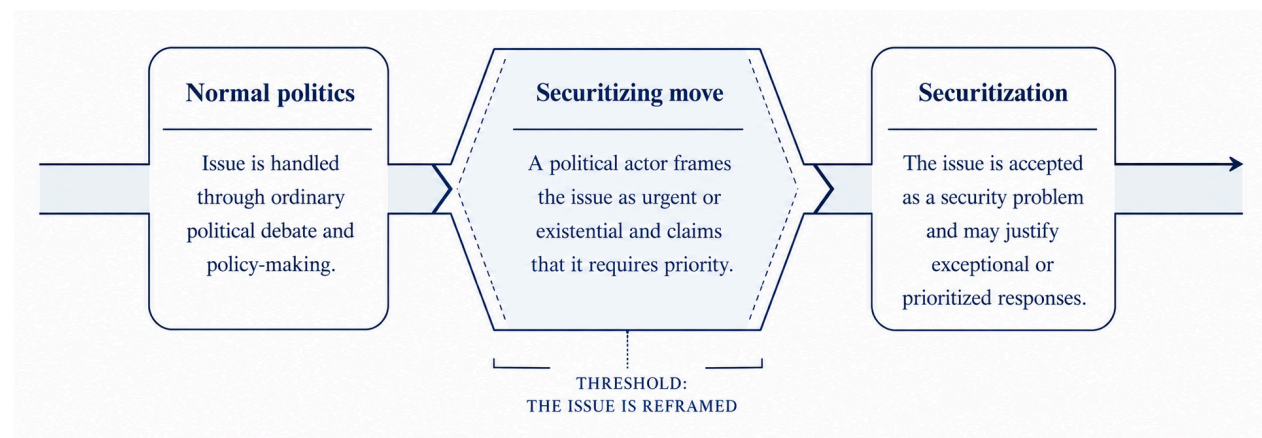 Normal politics
Issue is handled
through ordinary
political debate and
policy-making.
Securitizing move
A political actor frames
the issue as urgent or
existential and claims
that it requires priority.
THRESHOLD:
THE ISSUE IS REFRAMED
Securitization
The issue is accepted
as a security problem
and may justify
exceptional or
prioritized responses.